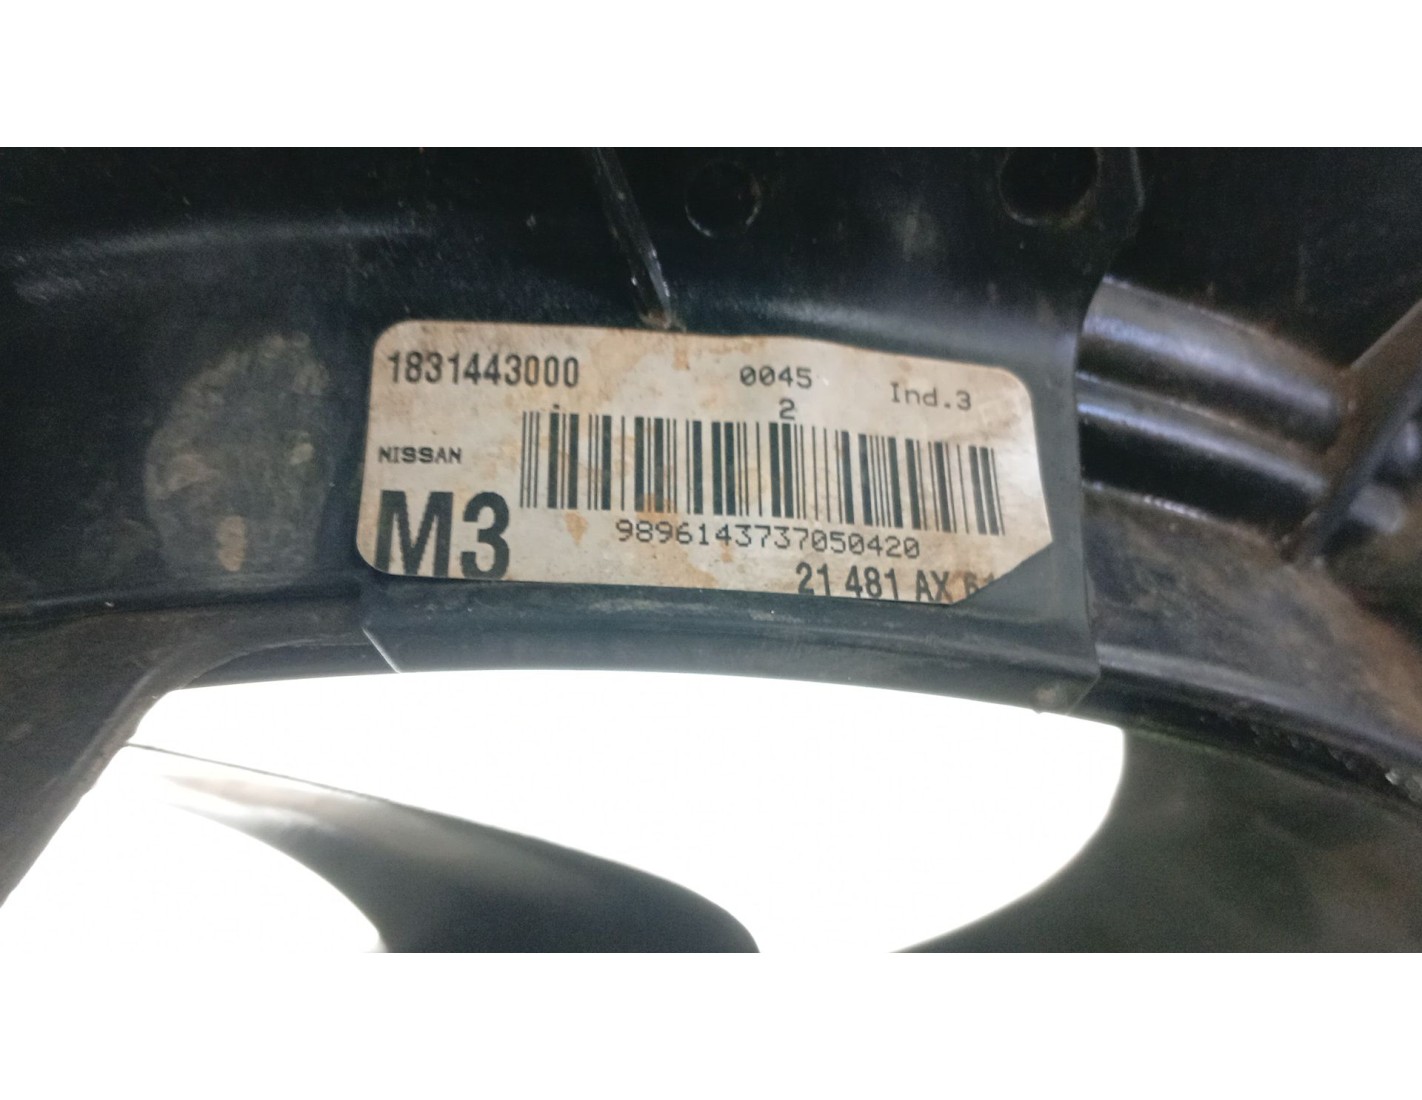 1831443000 0045 Ind.3
2
NISSAN
M3
9896143737050420
21 481 AX